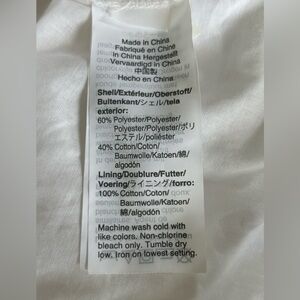 Made in China
Fabriqué en Chine
In China Hergestellt
Vervaardigd in China
中国製
Hecho en China
Shell/Extérieur/Oberstoff/
Buitenkant/シェル/tela
exterior:
60% Polyester/Polyester/
Polyester/Polyester/ポリ
エステル/poliéster
40% Cotton/Coton/
Baumwolle/Katoen/綿/
algodón
Lining/Doublure/Futter/
Voering/ライニング/forro:
100% Cotton/Coton/
Baumwolle/Katoen/
綿/algodón
Machine wash cold with
like colors. Non-chlorine
bleach only. Tumble dry
low. Iron on lowest setting.